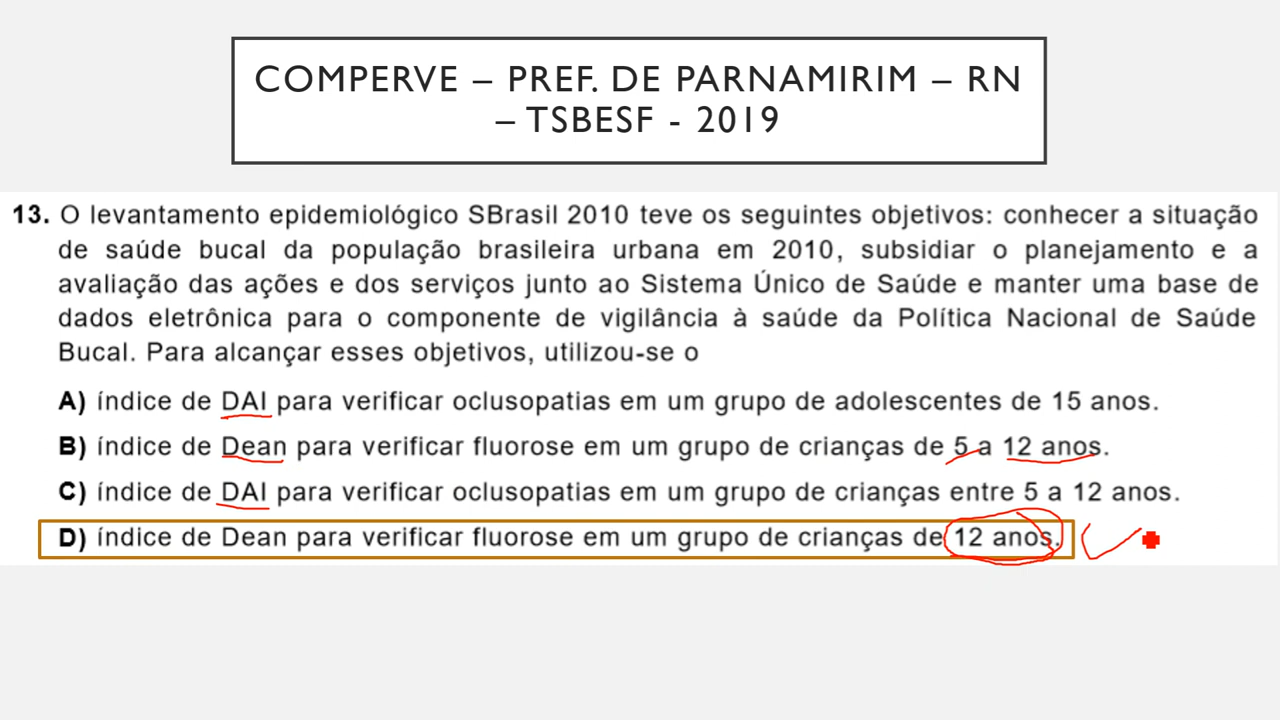 COMPERVE – PREF. DE PARNAMIRIM – RN
– TSBESF - 2019
13. O levantamento epidemiológico SBrasil 2010 teve os seguintes objetivos: conhecer a situação
de saúde bucal da população brasileira urbana em 2010, subsidiar o planejamento e a
avaliação das ações e dos serviços junto ao Sistema Único de Saúde e manter uma base de
dados eletrônica para o componente de vigilância à saúde da Política Nacional de Saúde
Bucal. Para alcançar esses objetivos, utilizou-se o
A) índice de DAI para verificar oclusopatias em um grupo de adolescentes de 15 anos.
B) índice de Dean para verificar fluorose em um grupo de crianças de 5 a 12 anos.
C) índice de DAI para verificar oclusopatias em um grupo de crianças entre 5 a 12 anos.
D) índice de Dean para verificar fluorose em um grupo de crianças de 12 anos.